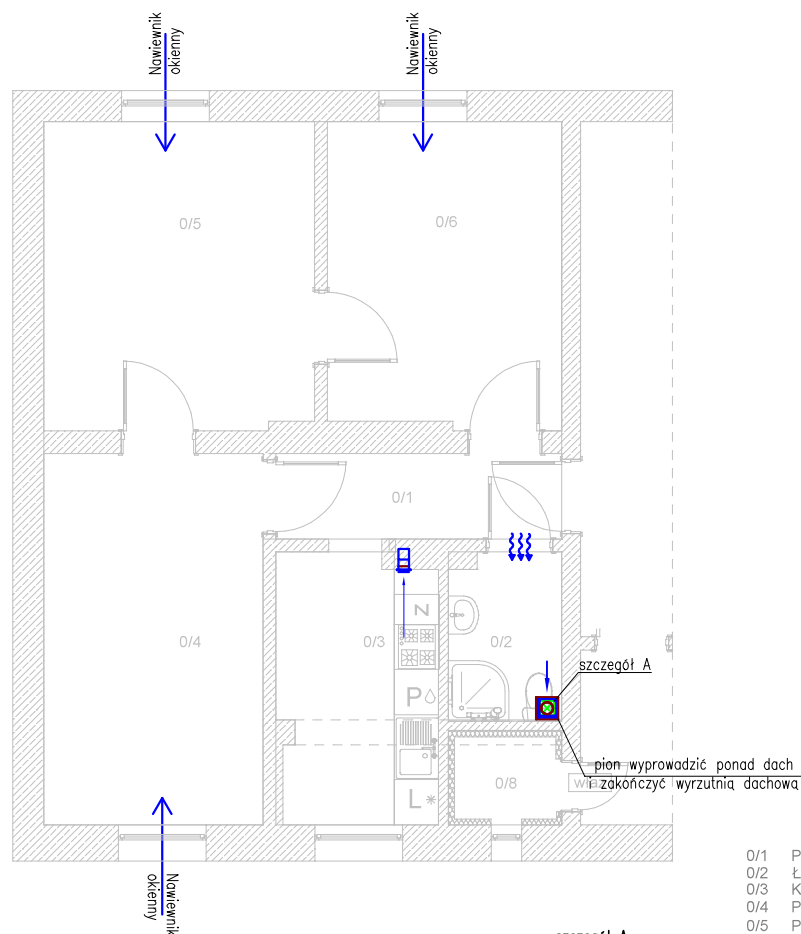 Nawiewnik
okienny
Nawiewnik
okienny
0/5
0/6
0/1
0/4
0/3
0/2
N
P
L*
szczegół A
pion wyprowadzić ponad dach
i zakończyć wyrzutnią dachową
0/8
Nawiewnik
okienny
0/1 P
0/2 Ł
0/3 K
0/4 P
0/5 P
szczegół A